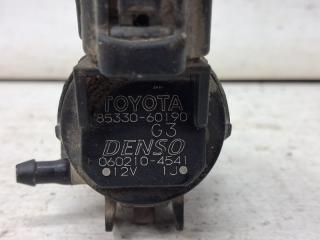 TOYOTA
85330-60190
G3
DENSO
060210-4541
12V 1J